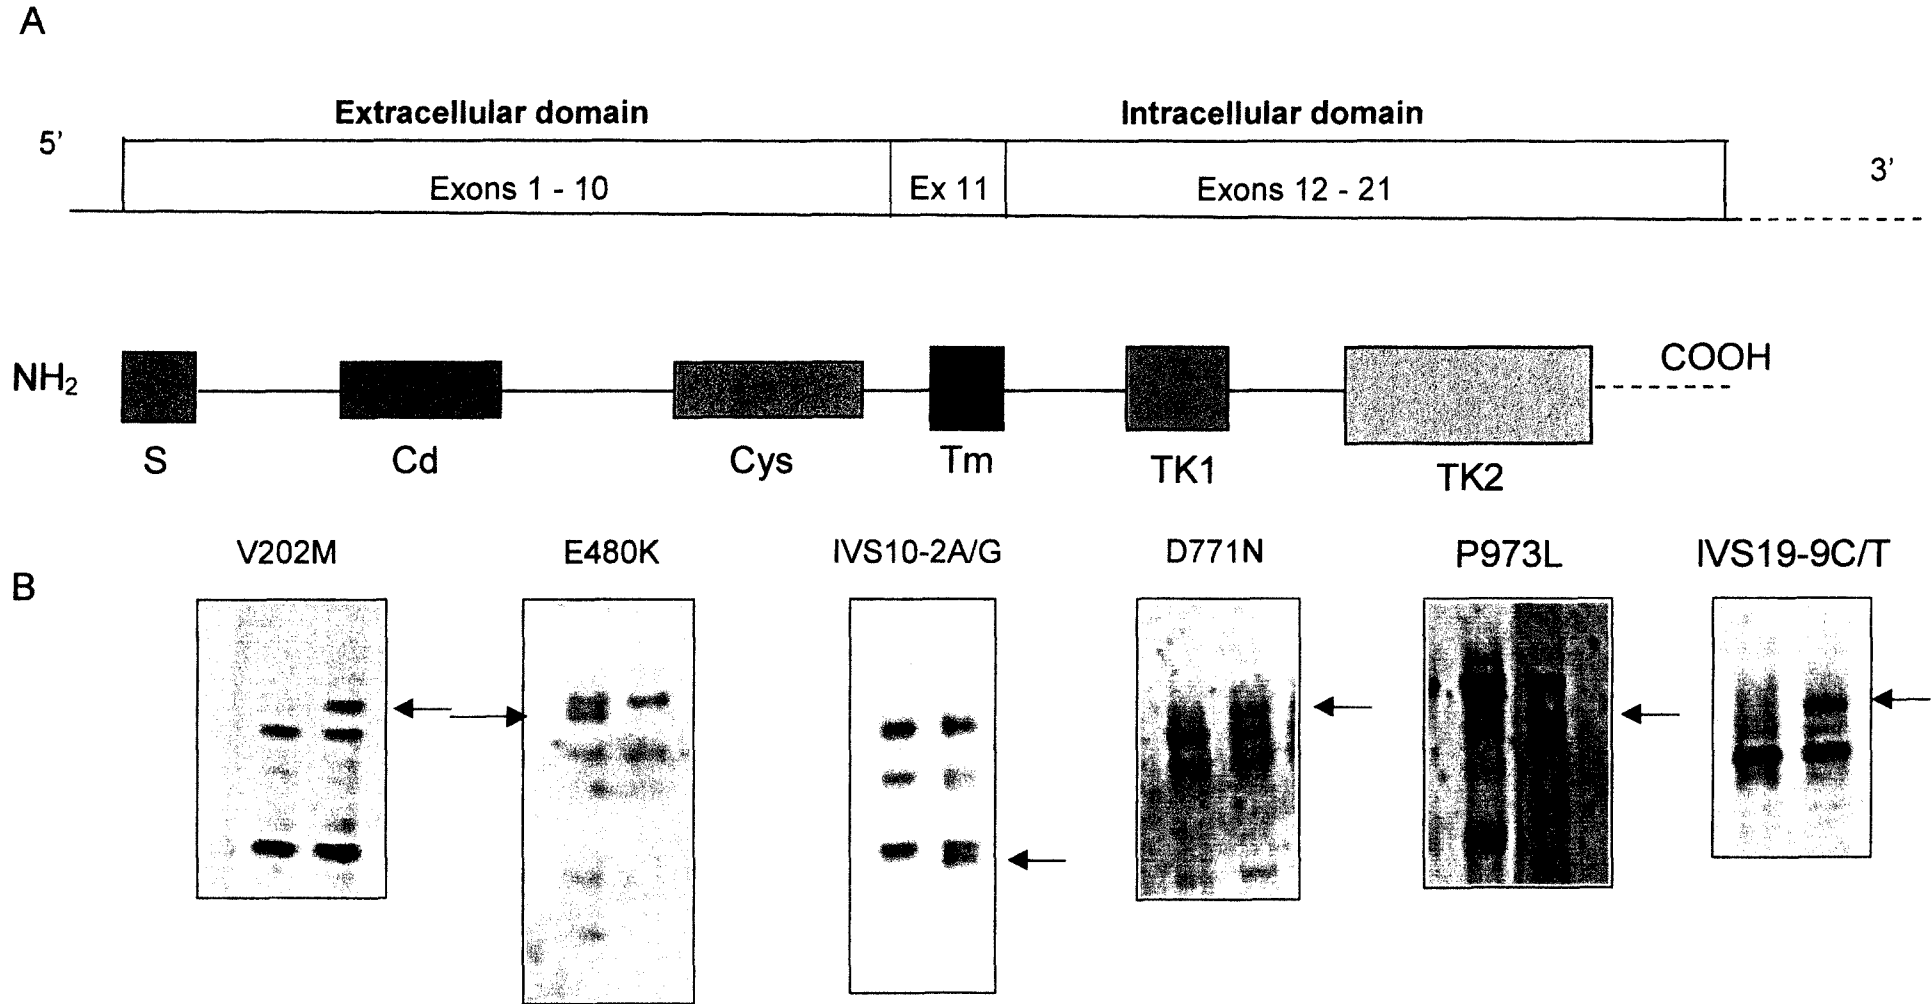 A
Extracellular domain Intracellular domain
5’ 3’
Exons 1 - 10 Ex 11 Exons 12 - 21
NH₂ COOH
S Cd Cys Tm TK1 TK2
V202M E480K IVS10-2A/G D771N P973L IVS19-9C/T
B